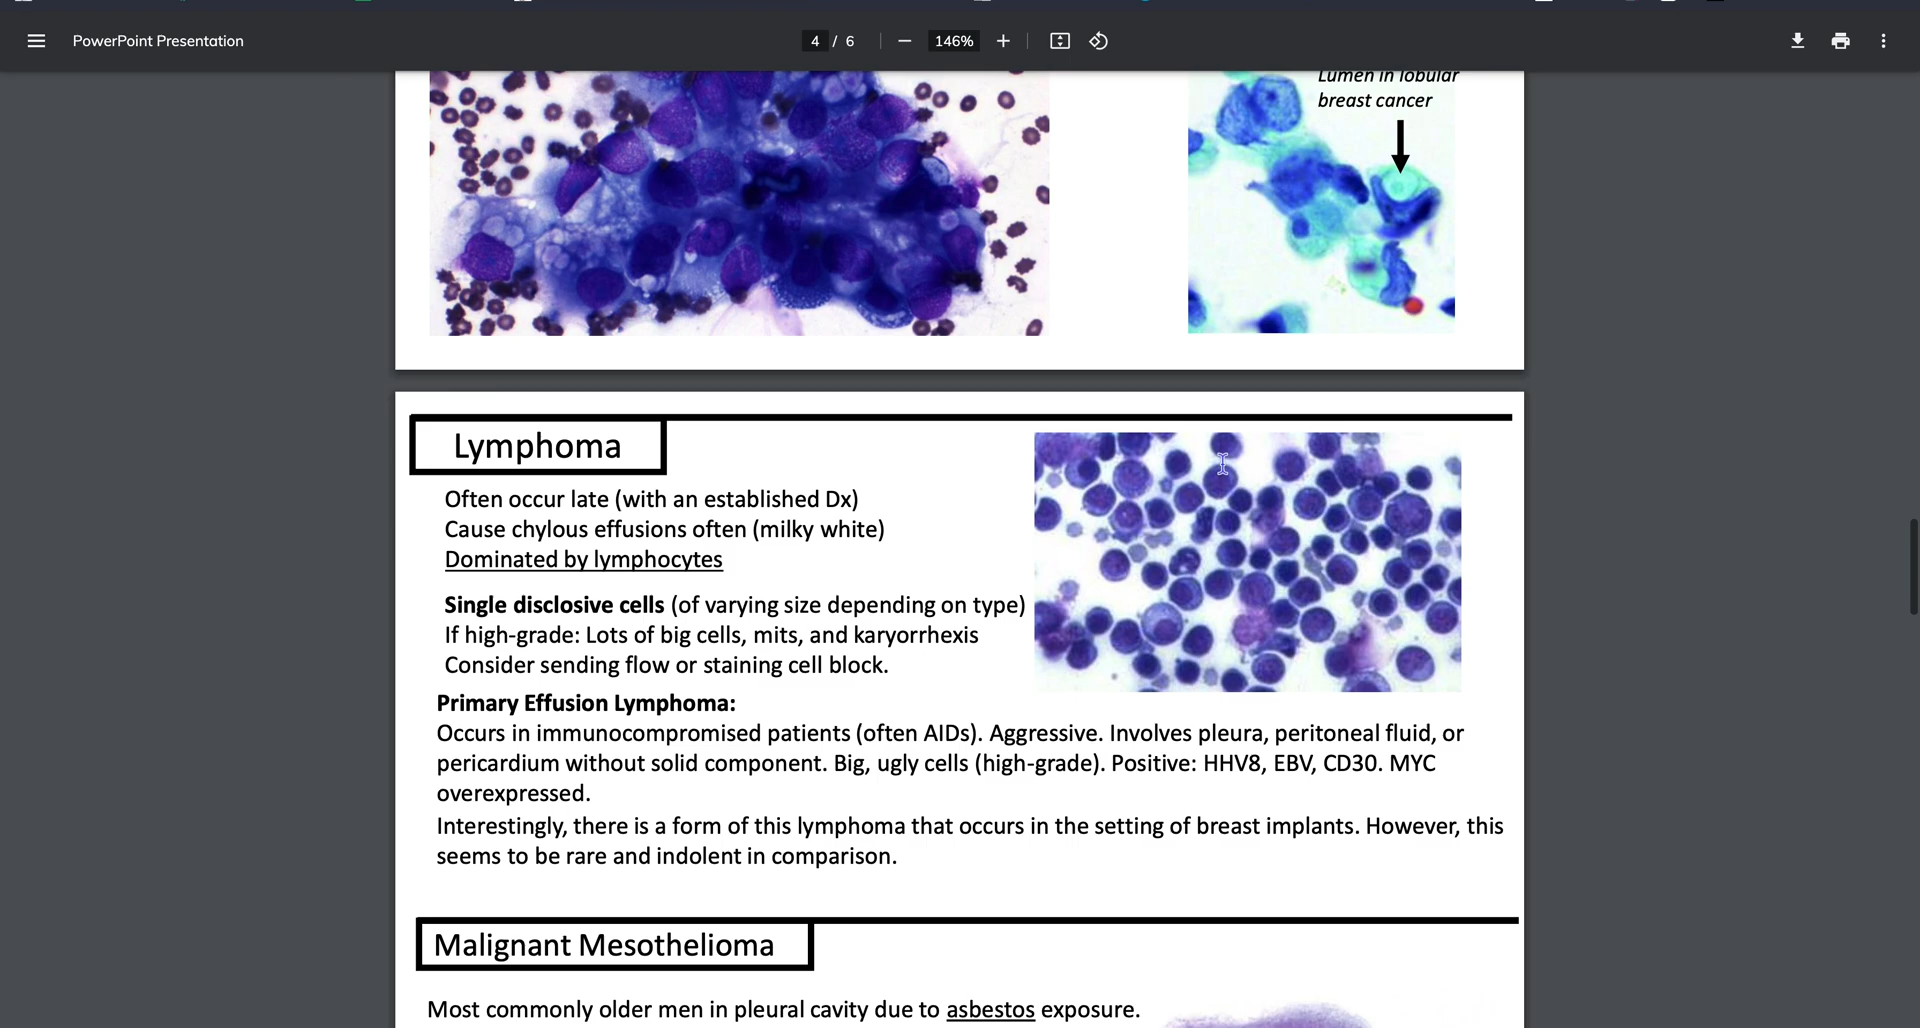 PowerPoint Presentation
4 / 6
146%
Lumen in lobular
breast cancer
Lymphoma
Often occur late (with an established Dx)
Cause chylous effusions often (milky white)
Dominated by lymphocytes
Single disclosive cells (of varying size depending on type)
If high-grade: Lots of big cells, mits, and karyorrhexis
Consider sending flow or staining cell block.
Primary Effusion Lymphoma:
Occurs in immunocompromised patients (often AIDs). Aggressive. Involves pleura, peritoneal fluid, or
pericardium without solid component. Big, ugly cells (high-grade). Positive: HHV8, EBV, CD30. MYC
overexpressed.
Interestingly, there is a form of this lymphoma that occurs in the setting of breast implants. However, this
seems to be rare and indolent in comparison.
Malignant Mesothelioma
Most commonly older men in pleural cavity due to asbestos exposure.